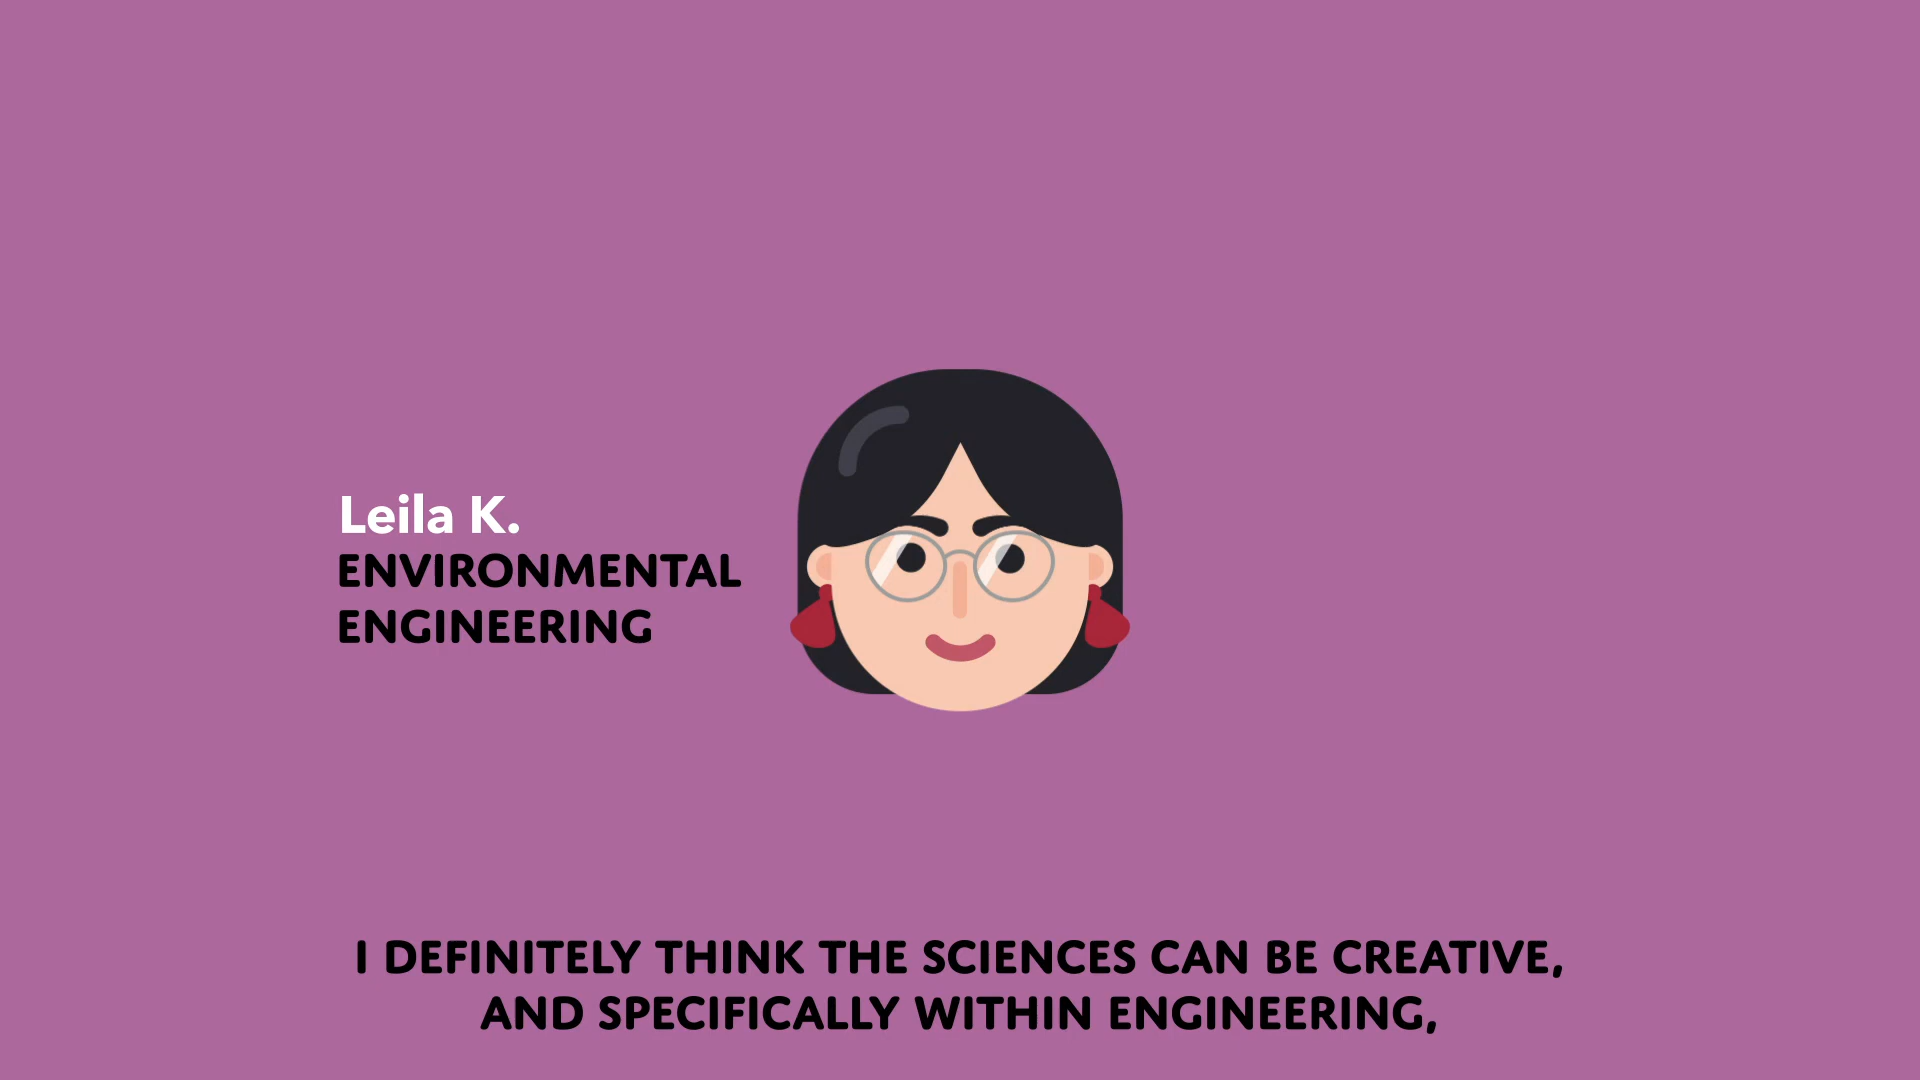 Leila K.
ENVIRONMENTAL
ENGINEERING
I DEFINITELY THINK THE SCIENCES CAN BE CREATIVE,
AND SPECIFICALLY WITHIN ENGINEERING,